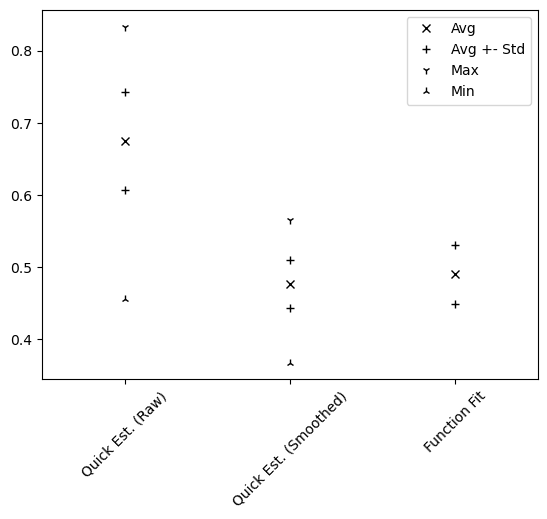 0.8
0.7
0.6
0.5
0.4
Avg
Avg +- Std
Max
Min
Quick Est. (Raw)
Quick Est. (Smoothed)
Function Fit